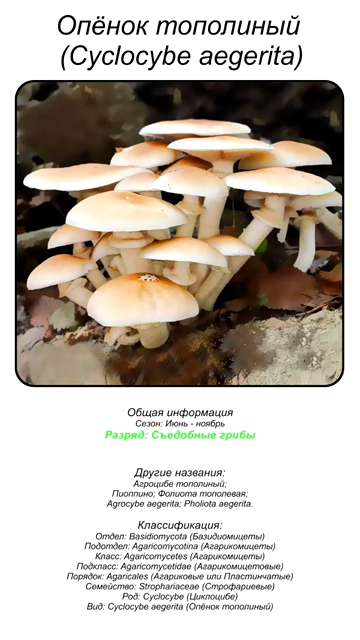 Опёнок тополиный
(Cyclocybe aegerita)
Общая информация
Сезон: Июнь - ноябрь
Разряд: Съедобные грибы
Другие названия:
Агроцибе тополиный;
Пиоппино; Фолиота тополевая;
Agrocybe aegerita; Pholiota aegerita.
Классификация:
Отдел: Basidiomycota (Базидиомицеты)
Подотдел: Agaricomycotina (Агарикомицеты)
Класс: Agaricomycetes (Агарикомицеты)
Подкласс: Agaricomycetidae (Агарикомицетовые)
Порядок: Agaricales (Агариковые или Пластинчатые)
Семейство: Strophariaceae (Строфариевые)
Род: Cyclocybe (Циклоцибе)
Вид: Cyclocybe aegerita (Опёнок тополиный)